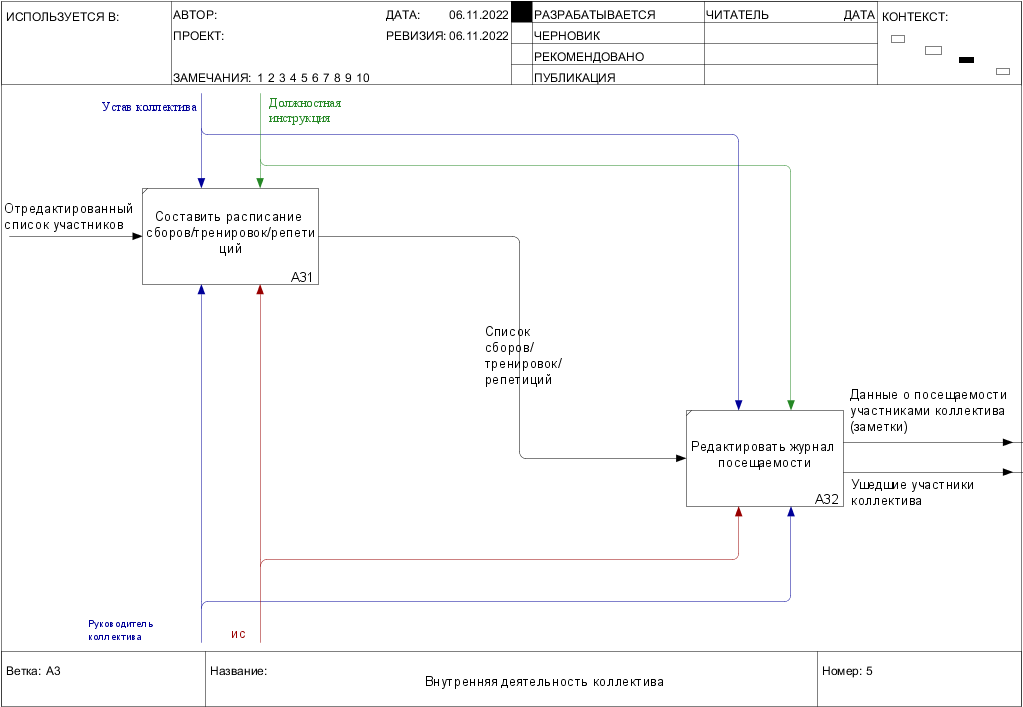 ИСПОЛЬЗУЕТСЯ В:
АВТОР:
ДАТА: 06.11.2022
ПРОЕКТ:
РЕВИЗИЯ: 06.11.2022
ЗАМЕЧАНИЯ: 1 2 3 4 5 6 7 8 9 10
РАЗРАБАТЫВАЕТСЯ
ЧЕРНОВИК
РЕКОМЕНДОВАНО
ПУБЛИКАЦИЯ
ЧИТАТЕЛЬ
ДАТА
КОНТЕКСТ:
Устав коллектива
Должностная
инструкция
Отредактированный
список участников
Составить расписание
сборов/тренировок/репети
ций
A31
Список
сборов/
тренировок/
репетиций
Редактировать журнал
посещаемости
A32
Данные о посещаемости
участниками коллектива
(заметки)
Ушедшие участники
коллектива
Руководитель
коллектива
ИС
Ветка: A3
Название:
Внутренняя деятельность коллектива
Номер: 5